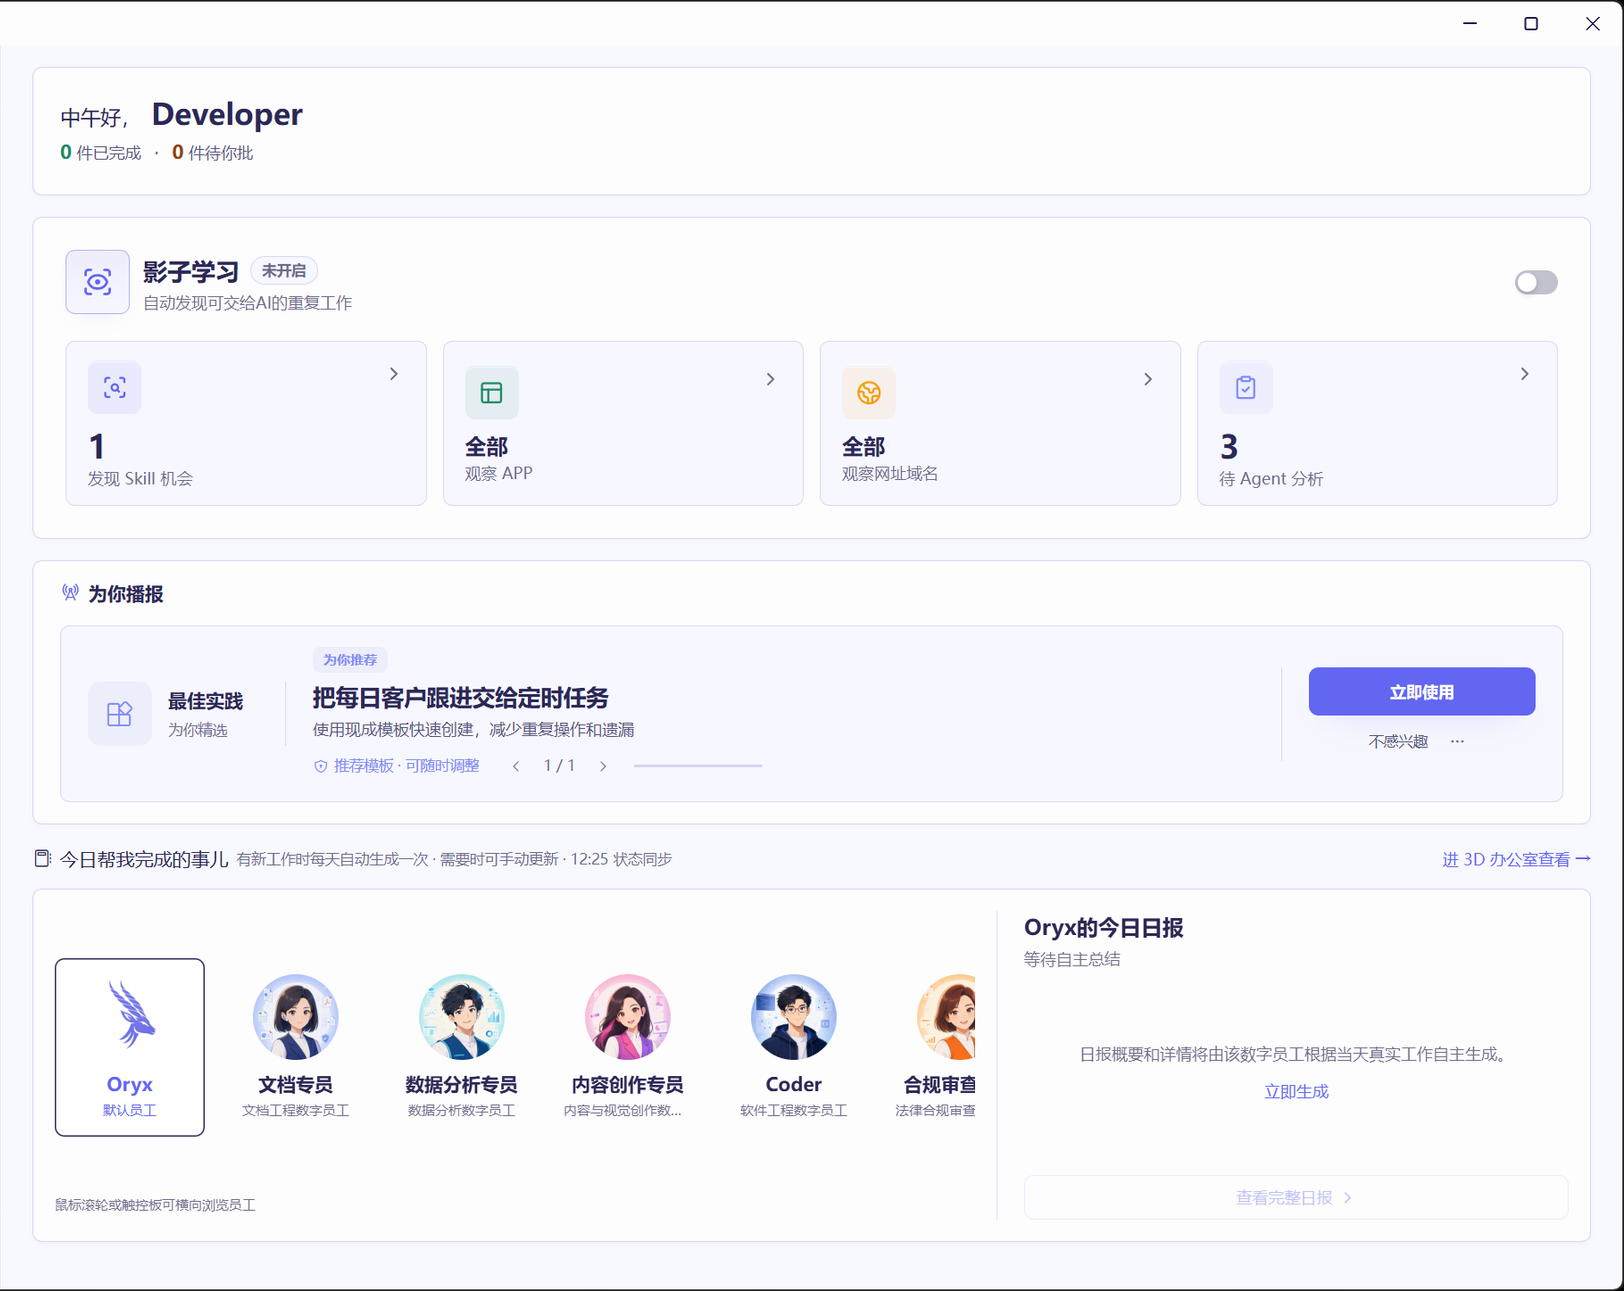 中午好， Developer
0 件已完成 · 0 件待你批
影子学习 未开启
自动发现可交给AI的重复工作
1
发现 Skill 机会
全部
观察 APP
全部
观察网址域名
3
待 Agent 分析
为你播报
最佳实践
为你精选
为你推荐
把每日客户跟进交给定时任务
使用现成模板快速创建，减少重复操作和遗漏
推荐模板 · 可随时调整 1 / 1
立即使用
不感兴趣 ···
今日帮我完成的事儿 有新工作时每天自动生成一次 · 需要时可手动更新 · 12:25 状态同步
进 3D 办公室查看 →
Oryx
默认员工
文档专员
文档工程数字员工
数据分析专员
数据分析数字员工
内容创作专员
内容与视觉创作数...
Coder
软件工程数字员工
合规审查
法律合规审查
鼠标滚轮或触控板可横向浏览员工
Oryx的今日日报
等待自主总结
日报概要和详情将由该数字员工根据当天真实工作自主生成。
立即生成
查看完整日报